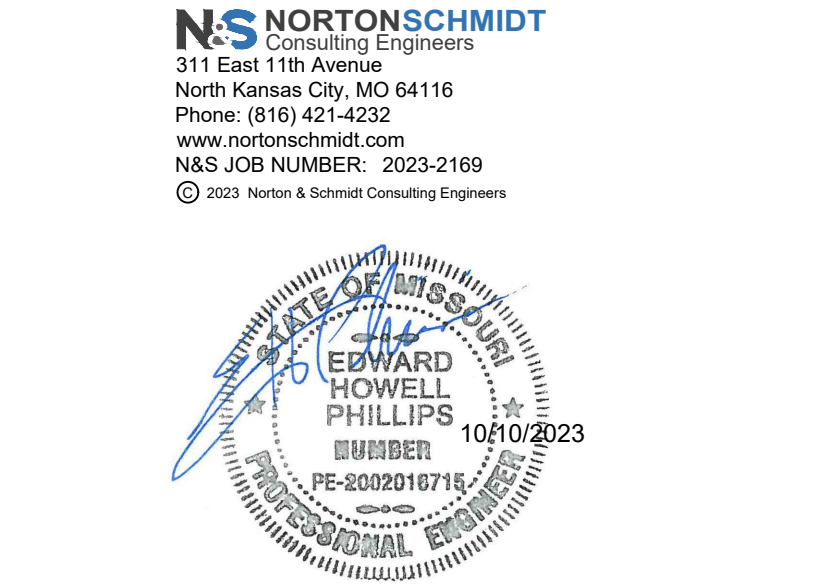 N&S NORTONSCHMIDT
Consulting Engineers
311 East 11th Avenue
North Kansas City, MO 64116
Phone: (816) 421-4232
www.nortonschmidt.com
N&S JOB NUMBER: 2023-2169
© 2023 Norton & Schmidt Consulting Engineers
STATE OF MISSOURI
EDWARD
HOWELL
PHILLIPS
NUMBER
PE-2002016715
10/10/2023
PROFESSIONAL ENGINEER